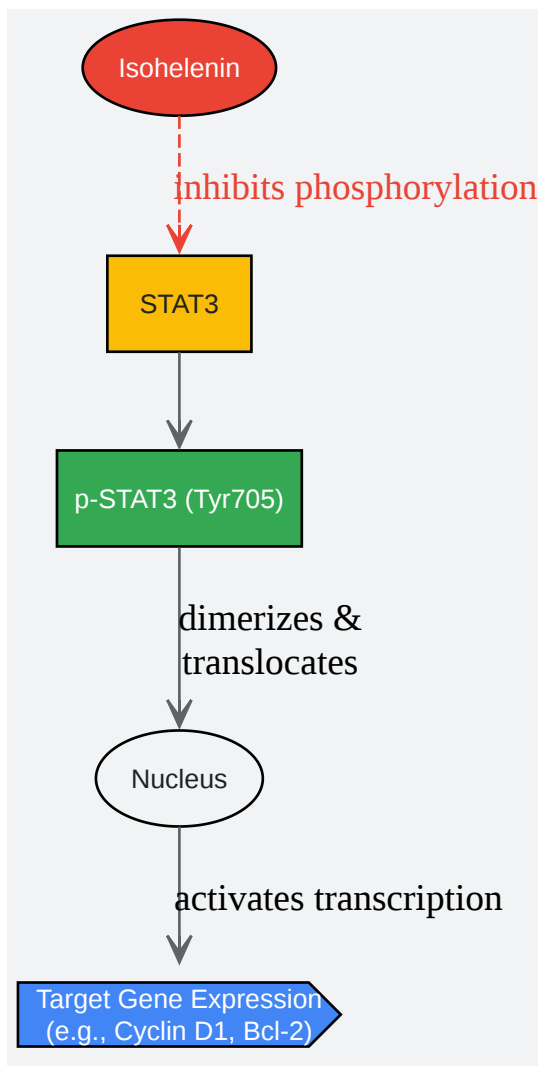 Isohelenin
inhibits phosphorylation
STAT3
p-STAT3 (Tyr705)
dimerizes &
translocates
Nucleus
activates transcription
Target Gene Expression
(e.g., Cyclin D1, Bcl-2)